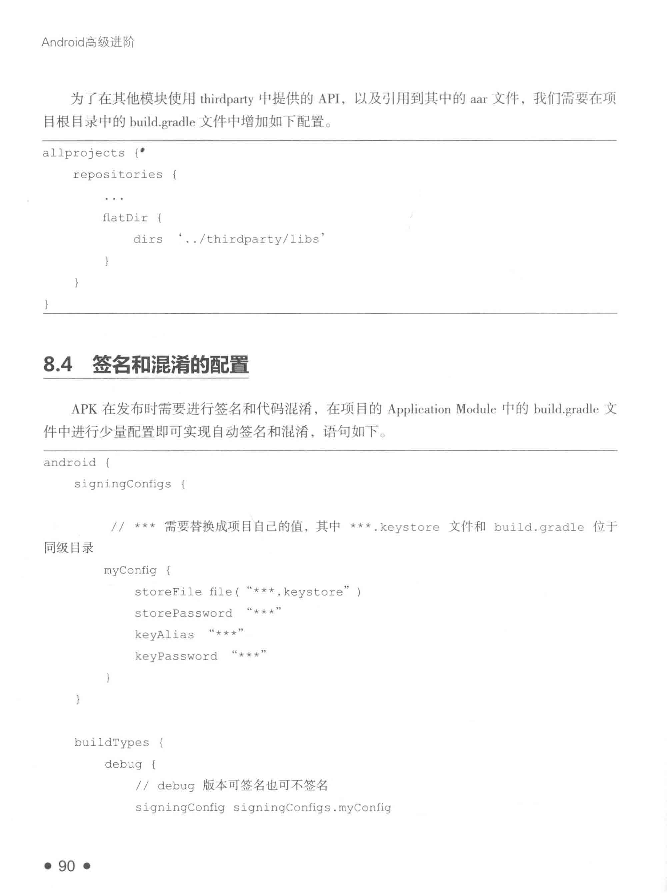 Android高级进阶
为了在其他模块使用 thirdparty 中提供的 API，以及引用到其中的 aar 文件，我们需要在项
目根目录中的 build.gradle 文件中增加如下配置。
allprojects {
repositories {
...
flatDir {
dirs ‘../thirdparty/libs’
}
}
}
8.4 签名和混淆的配置
APK 在发布时需要进行签名和代码混淆，在项目的 Application Module 中的 build.gradle 文
件中进行少量配置即可实现自动签名和混淆，语句如下。
android {
signingConfigs {
// *** 需要替换成项目自己的值，其中 ***.keystore 文件和 build.gradle 位于
同级目录
myConfig {
storeFile file(“***.keystore”)
storePassword “***”
keyAlias “***”
keyPassword “***”
}
}
buildTypes {
debug {
// debug 版本可签名也可不签名
signingConfig signingConfigs.myConfig
● 90 ●